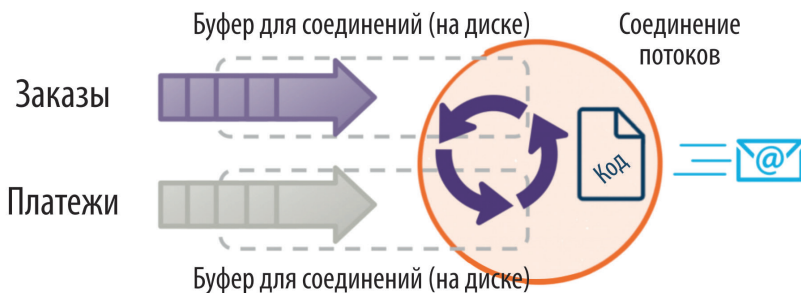 Буфер для соединений (на диске)
Соединение
потоков
Заказы
Код
@
Платежи
Буфер для соединений (на диске)